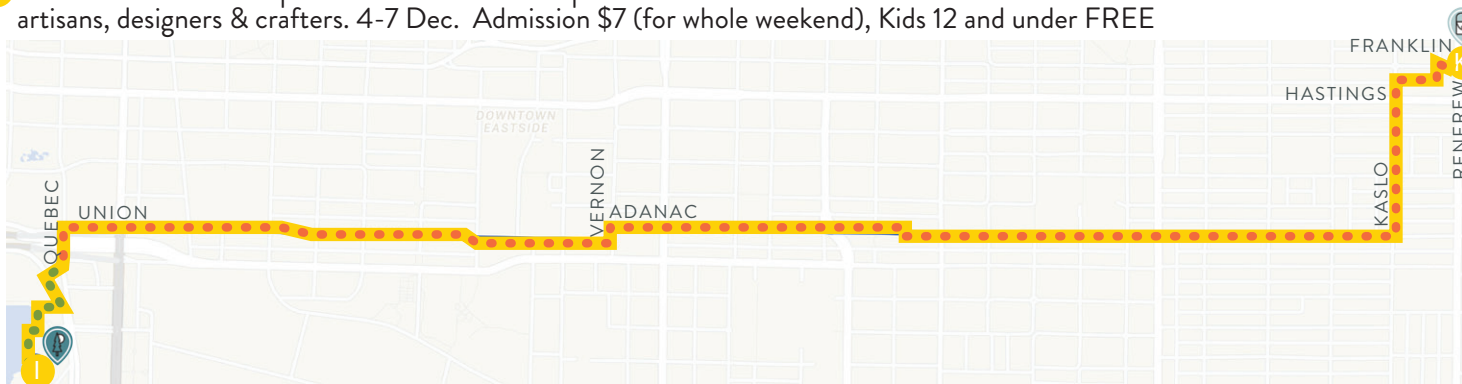 artisans, designers & crafters. 4-7 Dec. Admission $7 (for whole weekend), Kids 12 and under FREE
FRANKLIN
K
HASTINGS
RENFREW
DOWNTOWN
EASTSIDE
VERNON
KASLO
QUEBEC
UNION
ADANAC
I